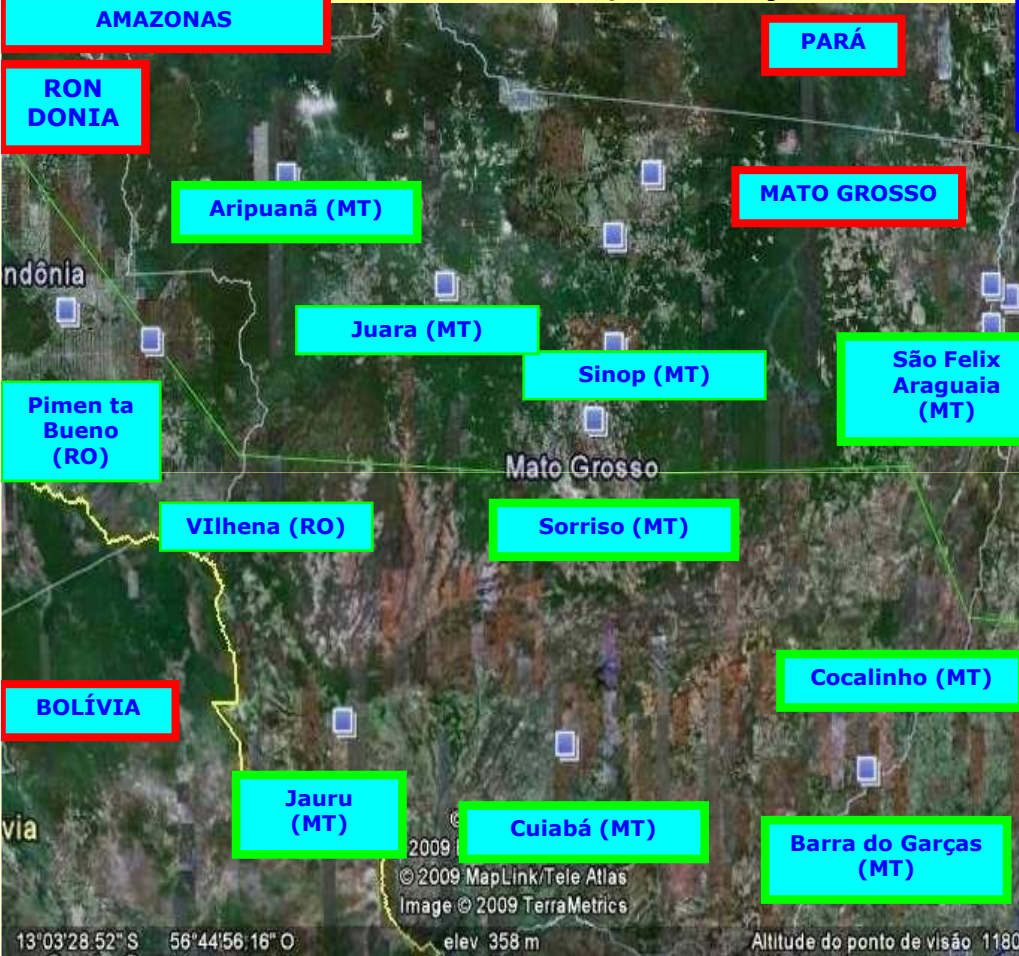 AMAZONAS
PARÁ
RON
DONIA
MATO GROSSO
Aripuanã (MT)
ndônia
Juara (MT)
Sinop (MT)
São Felix
Araguaia
(MT)
Pimen ta
Bueno
(RO)
Mato Grosso
VIlhena (RO)
Sorriso (MT)
Cocalinho (MT)
BOLÍVIA
Jauru
(MT)
Cuiabá (MT)
via
Barra do Garças
(MT)
©
2009
© 2009 MapLink/Tele Atlas
Image © 2009 TerraMetrics
13°03'28.52" S 56°44'56.16" O elev 358 m Altitude do ponto de visão 1180